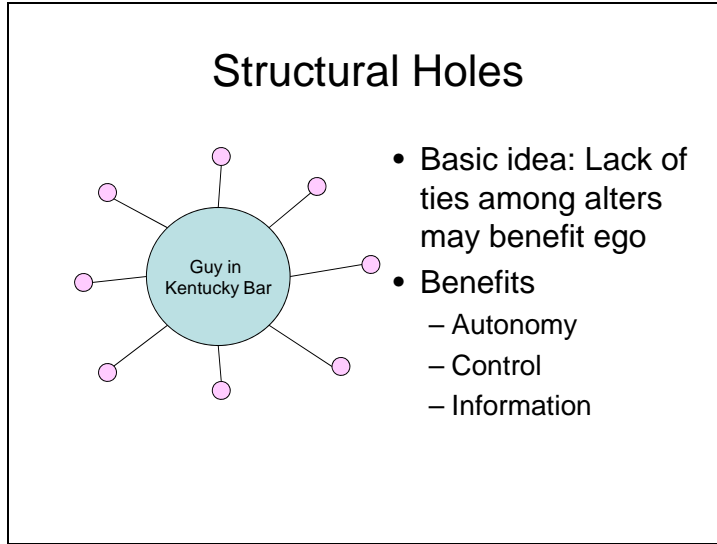 Structural Holes
Guy in
Kentucky Bar
• Basic idea: Lack of
ties among alters
may benefit ego
• Benefits
– Autonomy
– Control
– Information